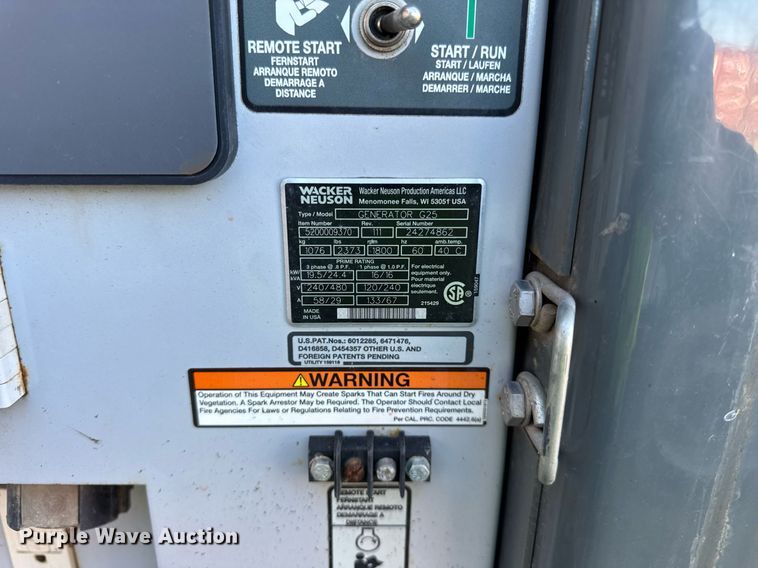 REMOTE START
FERNSTART
ARRANQUE REMOTO
DEMARRAGE A
DISTANCE
START / RUN
START / LAUFEN
ARRANQUE / MARCHA
DEMARRER / MARCHE
WACKER NEUSON
Wacker Neuson Production Americas LLC
Menomonee Falls, WI 53051 USA
Type / Model GENERATOR G25
Item Number Rev. Serial Number
5200009370 111 24274862
kg lbs rglm hz amb.temp.
1076 2373 1800 60 40 C
PRIME RATING
3 phase @ .8 P.F. 1 phase @ 1.0 P.F.
kW/kVA 19.5/24.4 16/16
V 240/480 120/240
A 58/29 133/67
For electrical
equipment only.
Pour materiel
electrique
seulement.
MADE
IN USA
215429
U.S.PAT.Nos.: 6012285, 6471476,
D416858, D454357 OTHER U.S. AND
FOREIGN PATENTS PENDING
UTILITY 159118
WARNING
Operation of This Equipment May Create Sparks That Can Start Fires Around Dry
Vegetation. A Spark Arrestor May be Required. The Operator Should Contact Local
Fire Agencies For Laws or Regulations Relating to Fire Prevention Requirements.
Per CAL. PRC. CODE 4442.6(a)
REMOTE START
FERNSTART
ARRANQUE REMOTO
DEMARRAGE A
DISTANCE
Purple Wave Auction